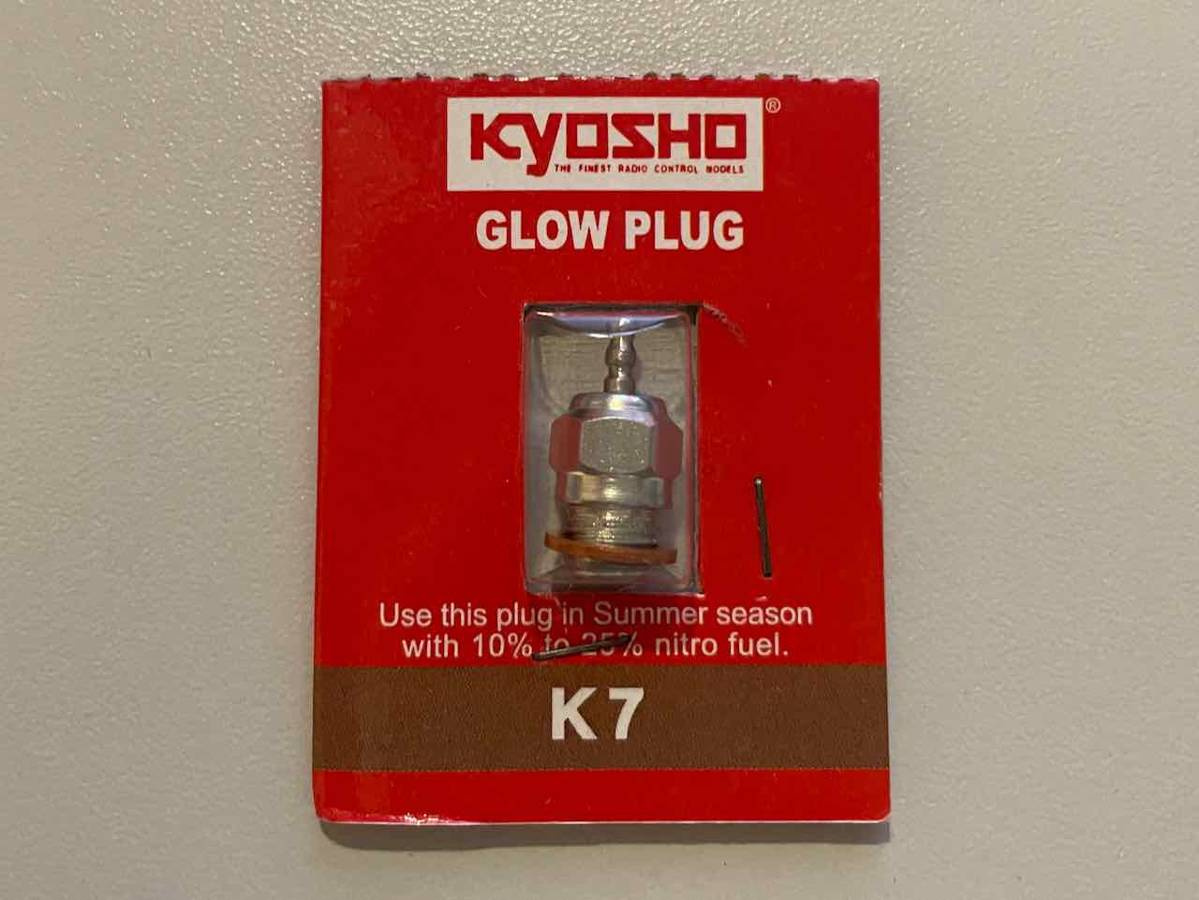 KYOSHO®
THE FINEST RADIO CONTROL MODELS
GLOW PLUG
Use this plug in Summer season
with 10% to 25% nitro fuel.
K7